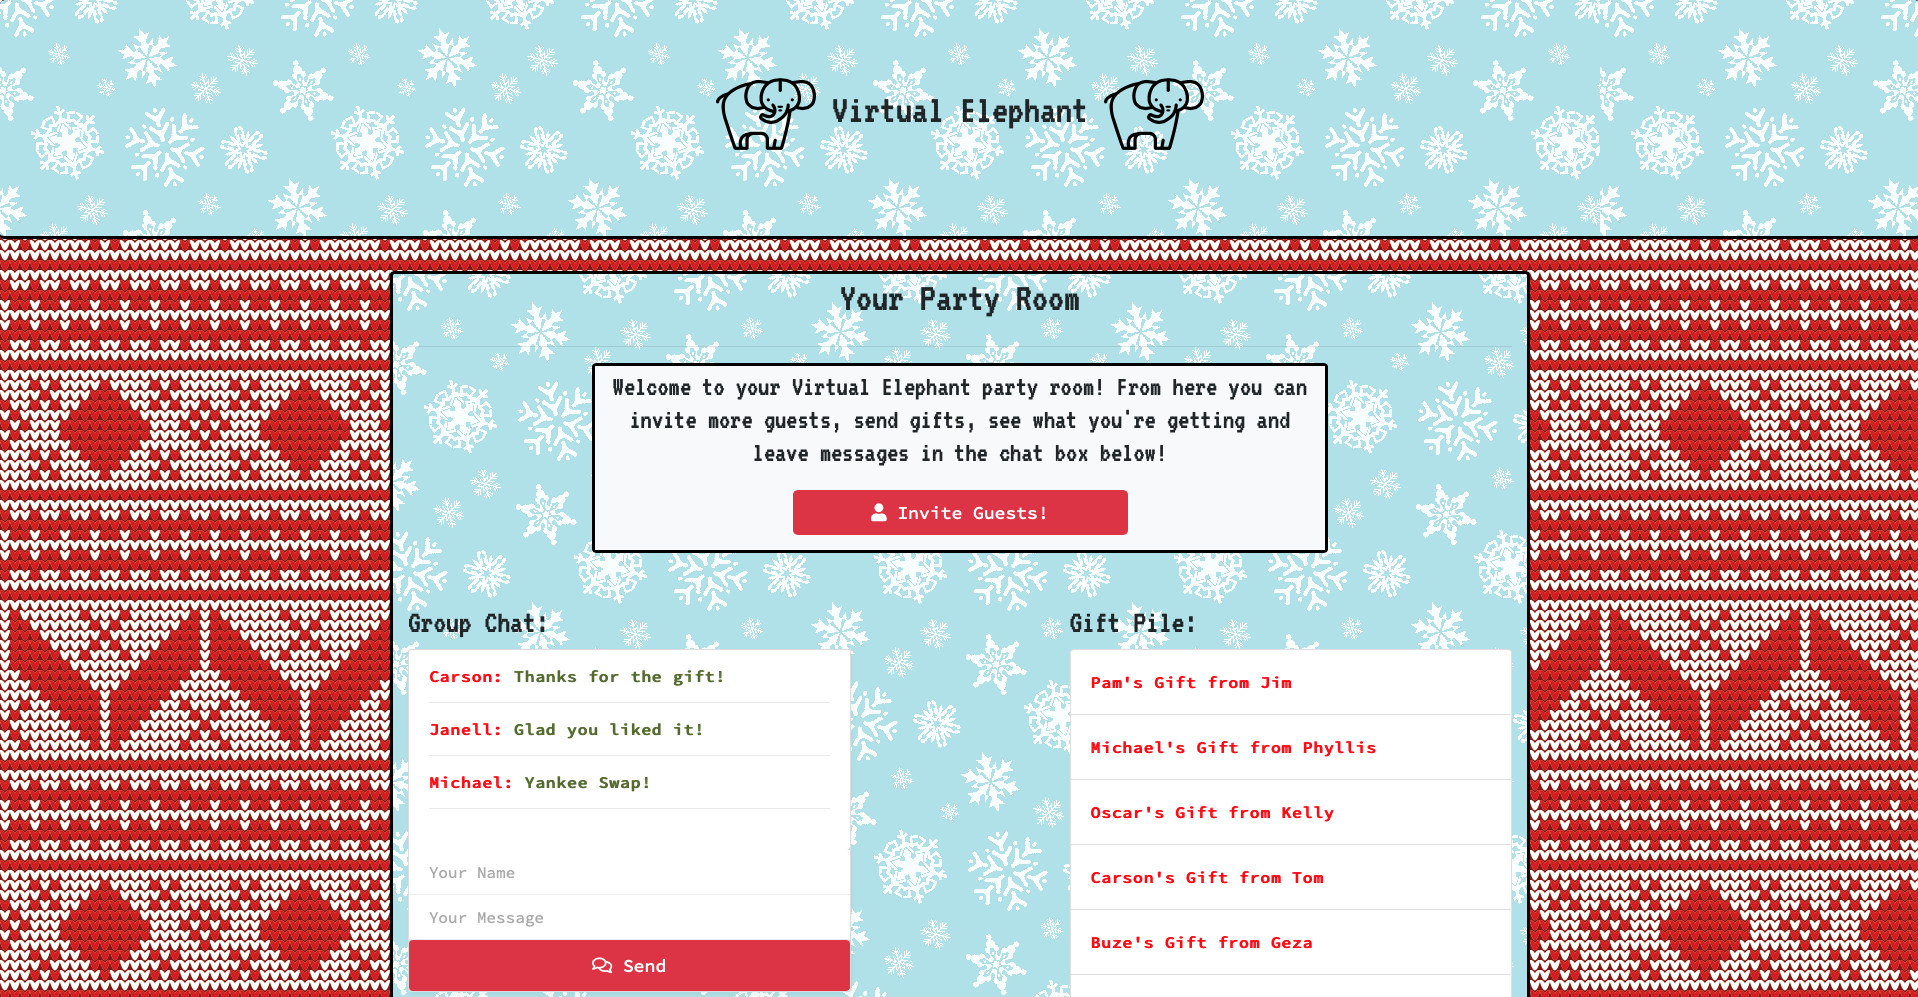 Virtual Elephant
Your Party Room
Welcome to your Virtual Elephant party room! From here you can
invite more guests, send gifts, see what you're getting and
leave messages in the chat box below!
Invite Guests!
Group Chat:
Carson: Thanks for the gift!
Janell: Glad you liked it!
Michael: Yankee Swap!
Your Name
Your Message
Send
Gift Pile:
Pam's Gift from Jim
Michael's Gift from Phyllis
Oscar's Gift from Kelly
Carson's Gift from Tom
Buze's Gift from Geza